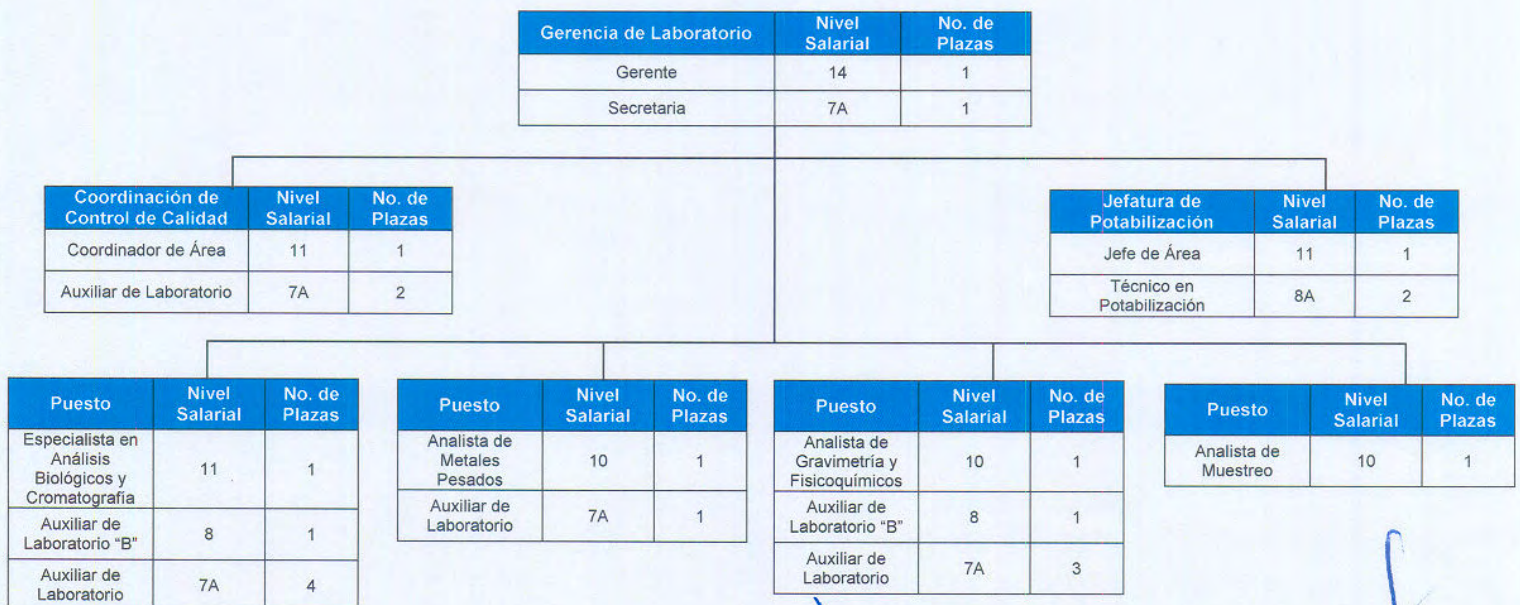 Gerencia de Laboratorio Nivel Salarial No. de Plazas
Gerente 14 1
Secretaria 7A 1
Coordinación de Control de Calidad Nivel Salarial No. de Plazas
Coordinador de Área 11 1
Auxiliar de Laboratorio 7A 2
Jefatura de Potabilización Nivel Salarial No. de Plazas
Jefe de Área 11 1
Técnico en Potabilización 8A 2
Puesto Nivel Salarial No. de Plazas
Especialista en Análisis Biológicos y Cromatografía 11 1
Auxiliar de Laboratorio “B” 8 1
Auxiliar de Laboratorio 7A 4
Puesto Nivel Salarial No. de Plazas
Analista de Metales Pesados 10 1
Auxiliar de Laboratorio 7A 1
Puesto Nivel Salarial No. de Plazas
Analista de Gravimetría y Fisicoquímicos 10 1
Auxiliar de Laboratorio “B” 8 1
Auxiliar de Laboratorio 7A 3
Puesto Nivel Salarial No. de Plazas
Analista de Muestreo 10 1